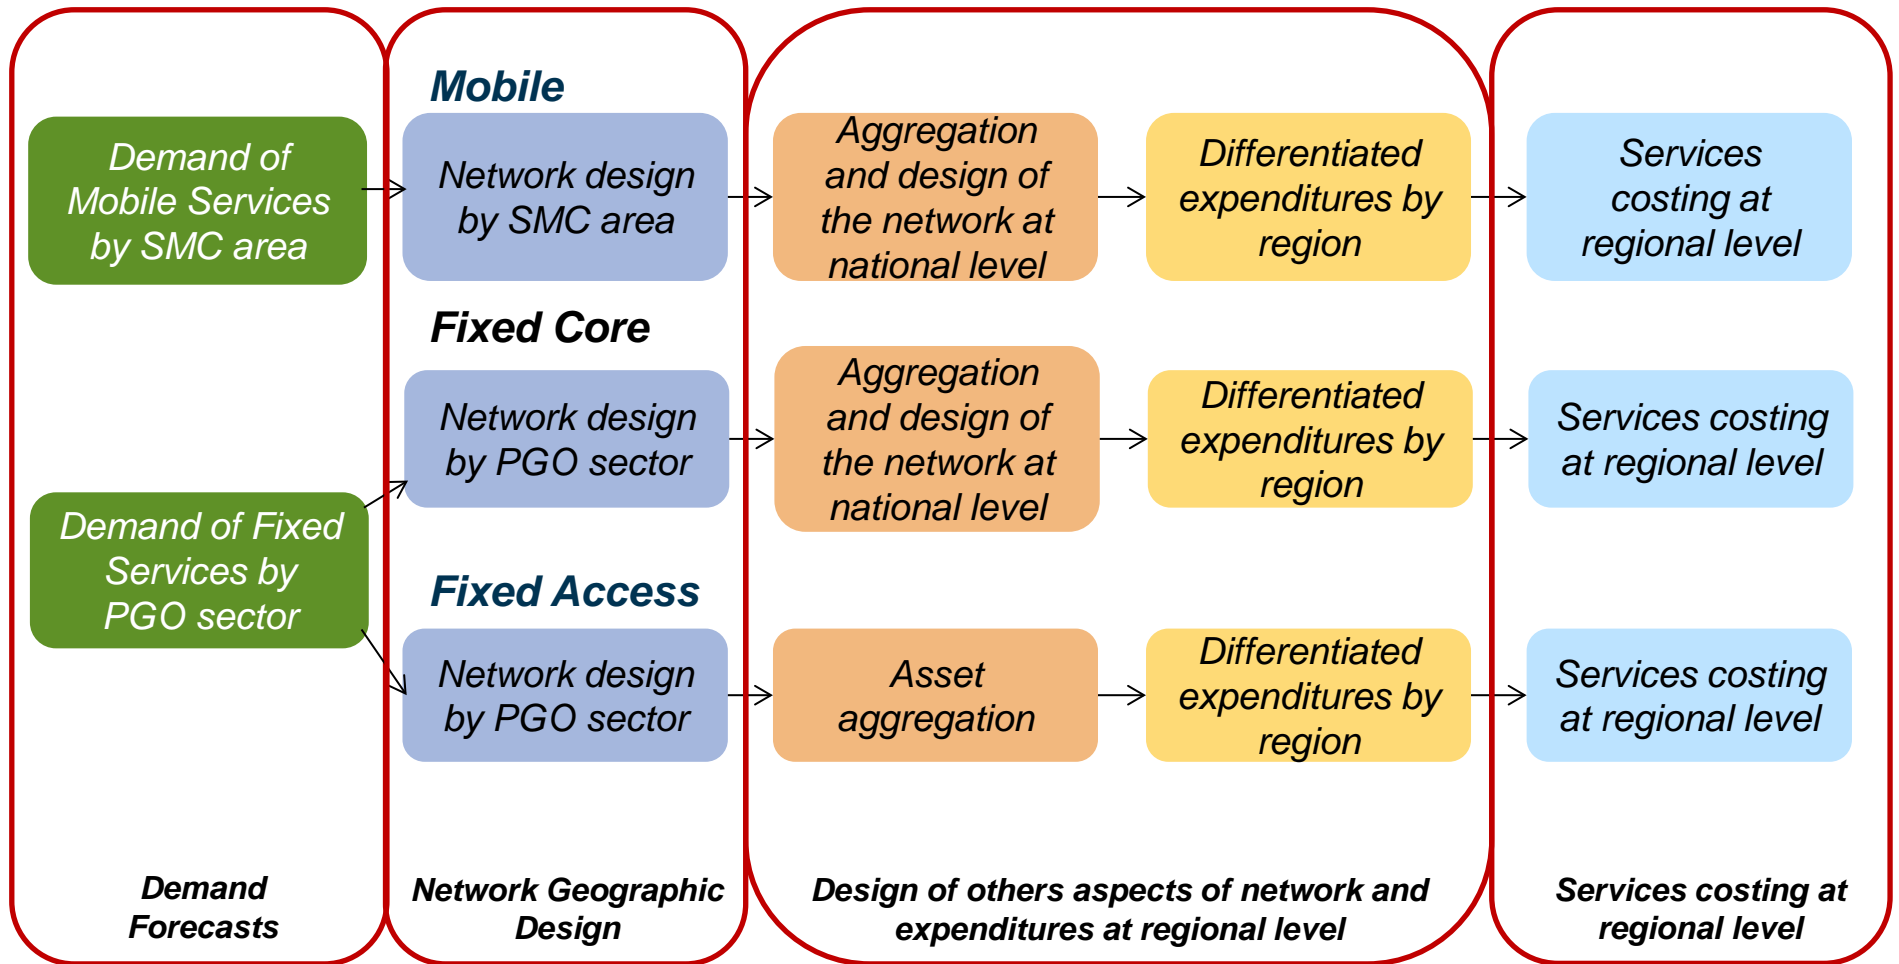 Mobile
Demand of
Mobile Services
by SMC area
Network design
by SMC area
Aggregation
and design of
the network at
national level
Differentiated
expenditures by
region
Services
costing at
regional level
Fixed Core
Network design
by PGO sector
Aggregation
and design of
the network at
national level
Differentiated
expenditures by
region
Services costing
at regional level
Demand of Fixed
Services by
PGO sector
Fixed Access
Network design
by PGO sector
Asset
aggregation
Differentiated
expenditures by
region
Services costing
at regional level
Demand
Forecasts
Network Geographic
Design
Design of others aspects of network and
expenditures at regional level
Services costing at
regional level